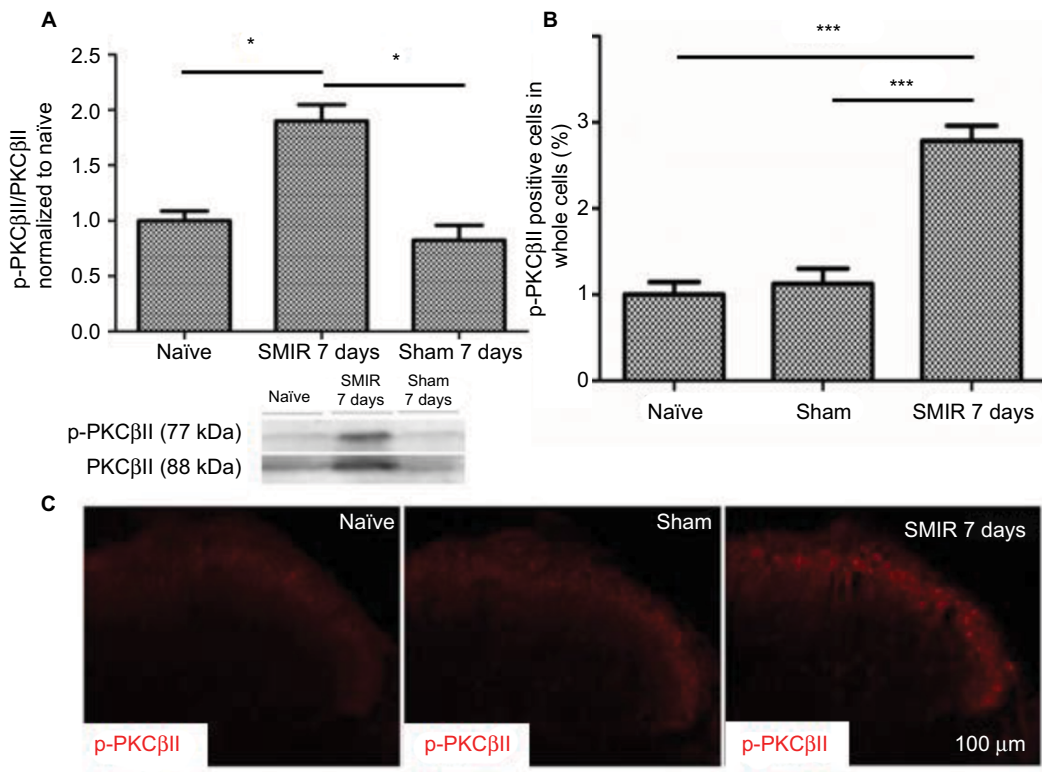 A
p-PKCβII/PKCβII
normalized to naïve
2.5
2.0
1.5
1.0
0.5
0.0
*
*
Naïve
SMIR 7 days
Sham 7 days
Naïve
SMIR
7 days
Sham
7 days
p-PKCβII (77 kDa)
PKCβII (88 kDa)
B
p-PKCβII positive cells in
whole cells (%)
3
2
1
0
***
***
Naïve
Sham
SMIR 7 days
C
Naïve
p-PKCβII
Sham
p-PKCβII
SMIR 7 days
p-PKCβII
100 μm